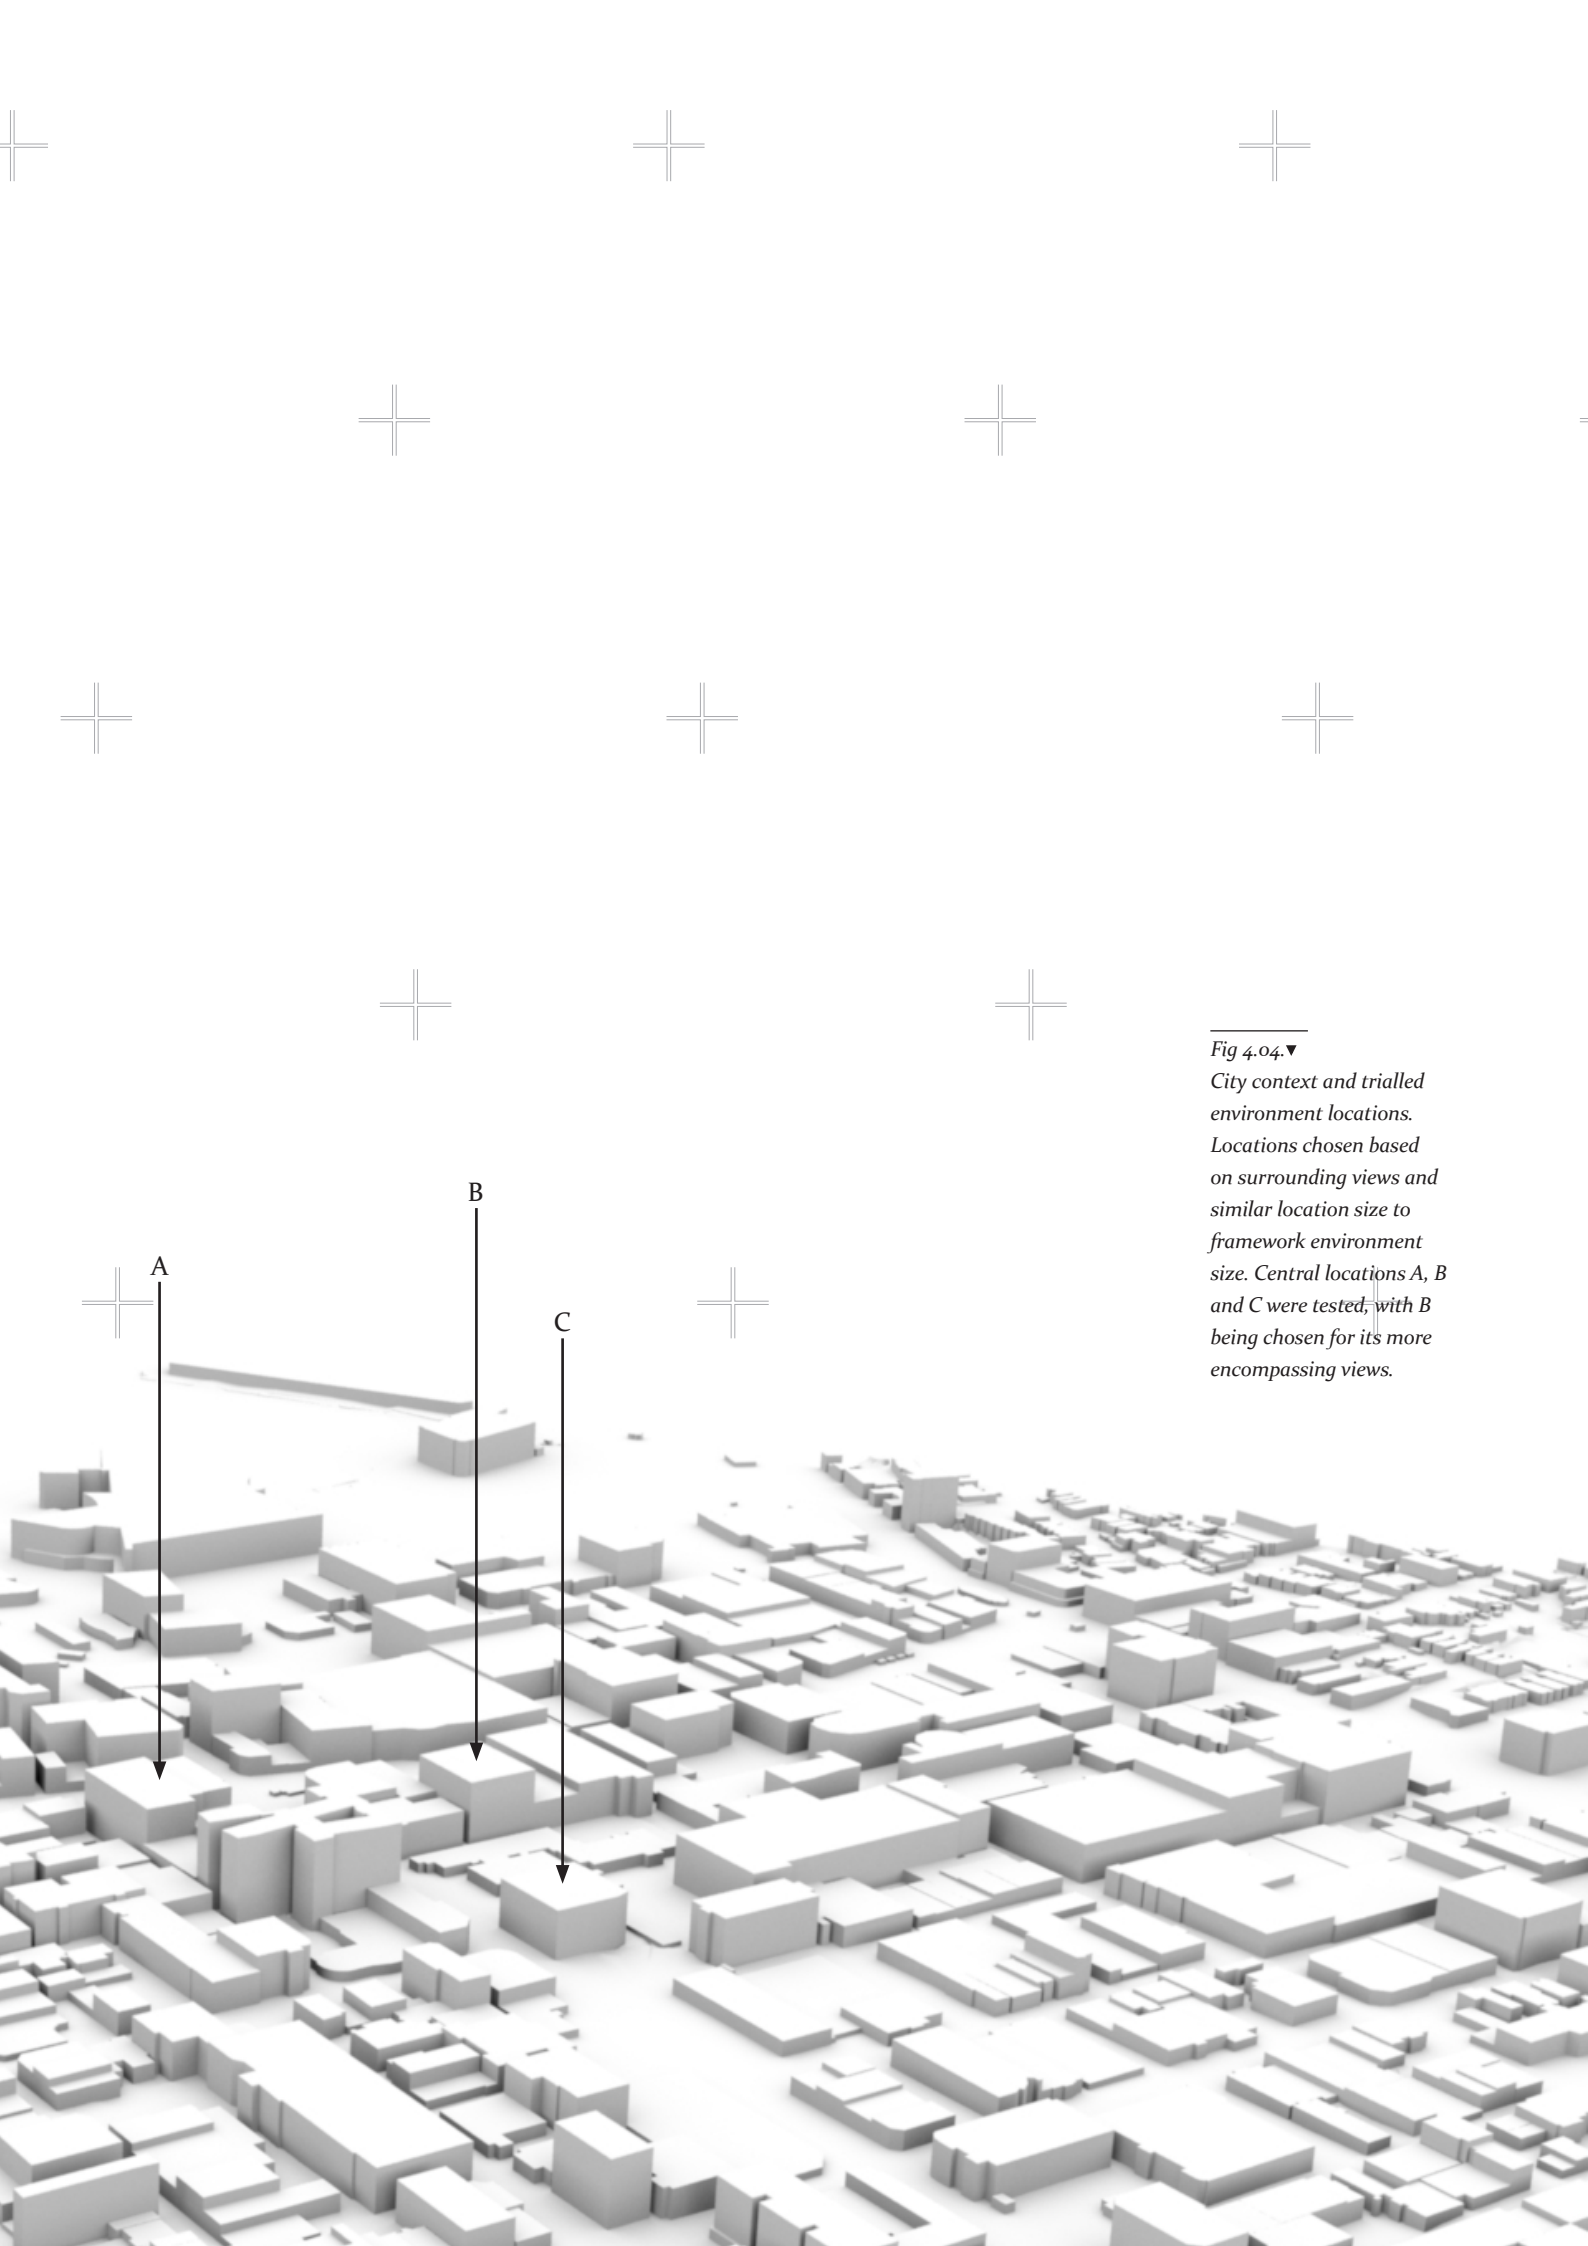 B
A
C
Fig 4.04.▼
City context and trialled
environment locations.
Locations chosen based
on surrounding views and
similar location size to
framework environment
size. Central locations A, B
and C were tested, with B
being chosen for its more
encompassing views.